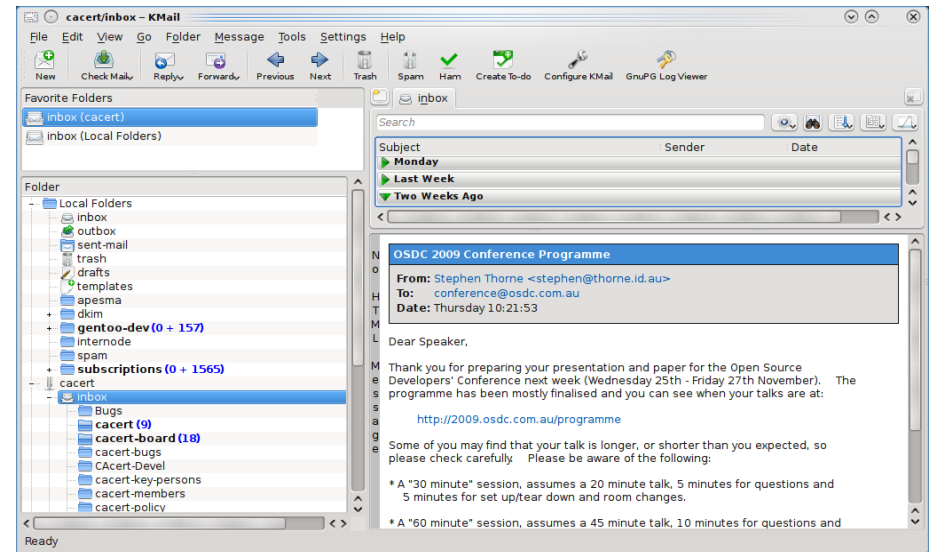 cacert/inbox – KMail
File Edit View Go Folder Message Tools Settings Help
New Check Mail Reply Forward Previous Next Trash Spam Ham Create To-do Configure KMail GnuPG Log Viewer
Favorite Folders
inbox (cacert)
inbox (Local Folders)
Folder
Local Folders
inbox
outbox
sent-mail
trash
drafts
templates
apesma
dkim
gentoo-dev (0 + 157)
internode
spam
subscriptions (0 + 1565)
cacert
inbox
Bugs
cacert (9)
cacert-board (18)
cacert-bugs
CAcert-Devel
cacert-key-persons
cacert-members
cacert-policy
inbox
Search
Subject Sender Date
Monday
Last Week
Two Weeks Ago
No HTML Message
OSDC 2009 Conference Programme
From: Stephen Thorne <stephen@thorne.id.au>
To: conference@osdc.com.au
Date: Thursday 10:21:53
Dear Speaker,
Thank you for preparing your presentation and paper for the Open Source
Developers' Conference next week (Wednesday 25th - Friday 27th November). The
programme has been mostly finalised and you can see when your talks are at:
http://2009.osdc.com.au/programme
Some of you may find that your talk is longer, or shorter than you expected, so
please check carefully. Please be aware of the following:
* A "30 minute" session, assumes a 20 minute talk, 5 minutes for questions and
5 minutes for set up/tear down and room changes.
* A "60 minute" session, assumes a 45 minute talk, 10 minutes for questions and
Ready